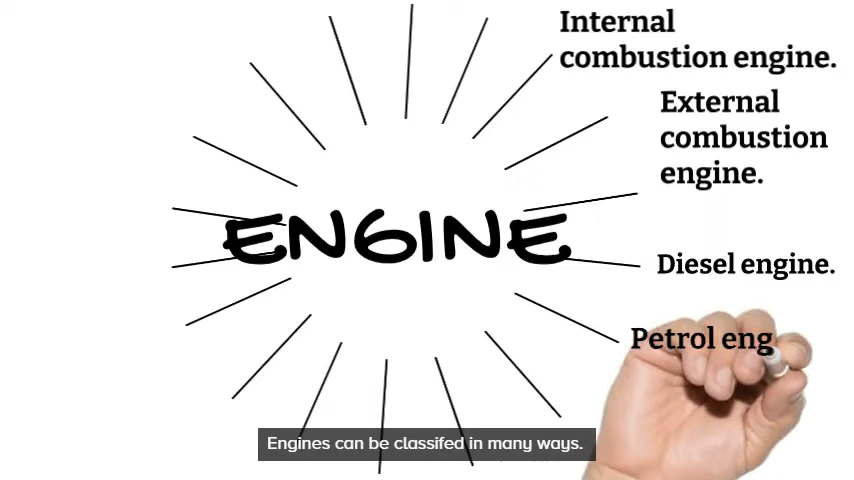 Internal
combustion engine.
External
combustion
engine.
ENGINE
Diesel engine.
Petrol eng
Engines can be classifed in many ways.